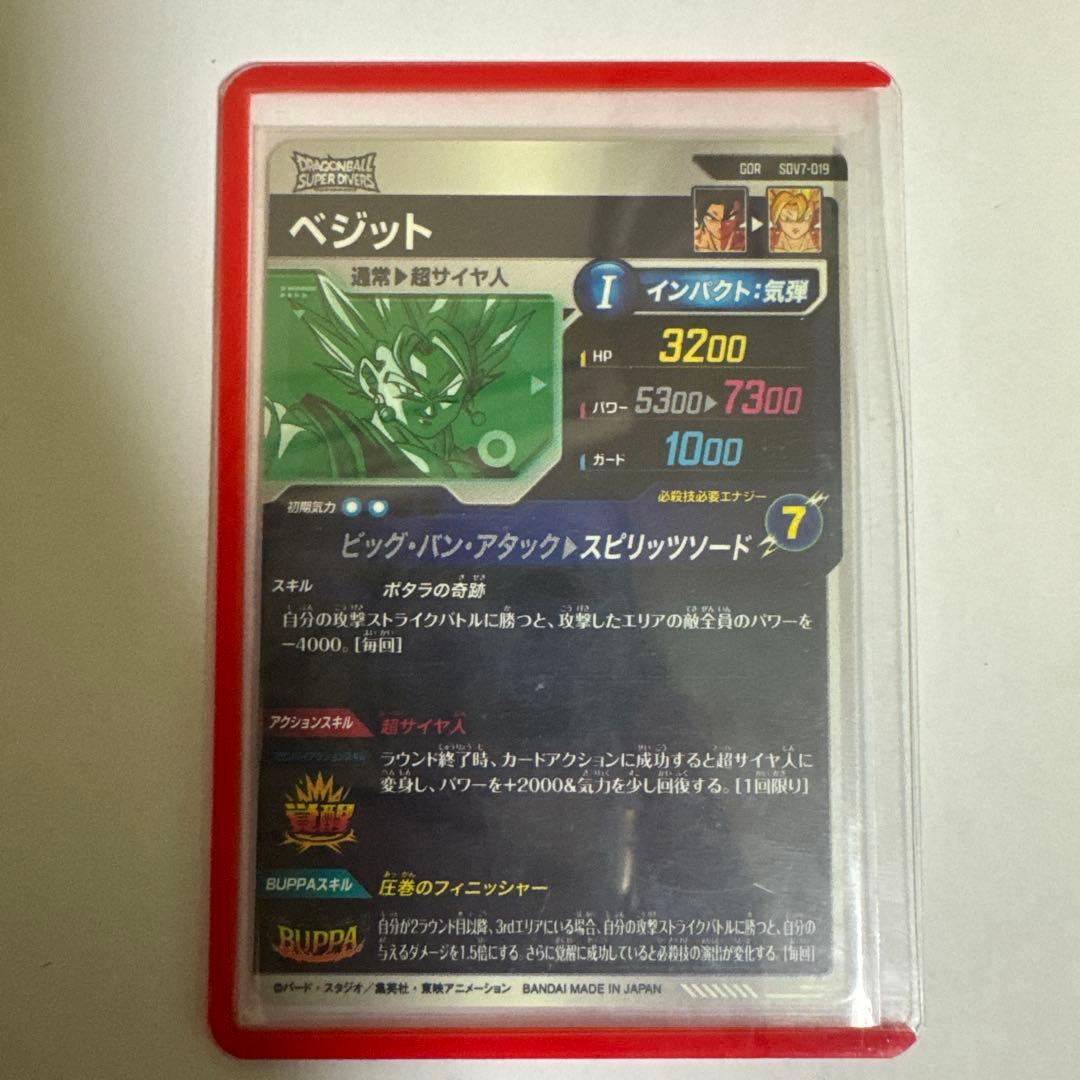 DRAGONBALL
SUPER DIVERS
GDR SDV7-019
ベジット
通常▶超サイヤ人
I インパクト:気弾
HP 3200
パワー 5300▶7300
ガード 1000
初期気力
必殺技必要エナジー
7
ビッグ・バン・アタック▶スピリッツソード
スキル ポタラの奇跡
自分の攻撃ストライクバトルに勝つと、攻撃したエリアの敵全員のパワーを
-4000。[毎回]
アクションスキル 超サイヤ人
ラウンド終了時、カードアクションに成功すると超サイヤ人に
変身し、パワーを+2000&気力を少し回復する。[1回限り]
覚醒
BUPPAスキル 圧巻のフィニッシャー
BUPPA
自分が2ラウンド目以降、3rdエリアにいる場合、自分の攻撃ストライクバトルに勝つと、自分の
与えるダメージを1.5倍にする。さらに覚醒に成功していると必殺技の演出が変化する。[毎回]
©バード・スタジオ/集英社・東映アニメーション BANDAI MADE IN JAPAN